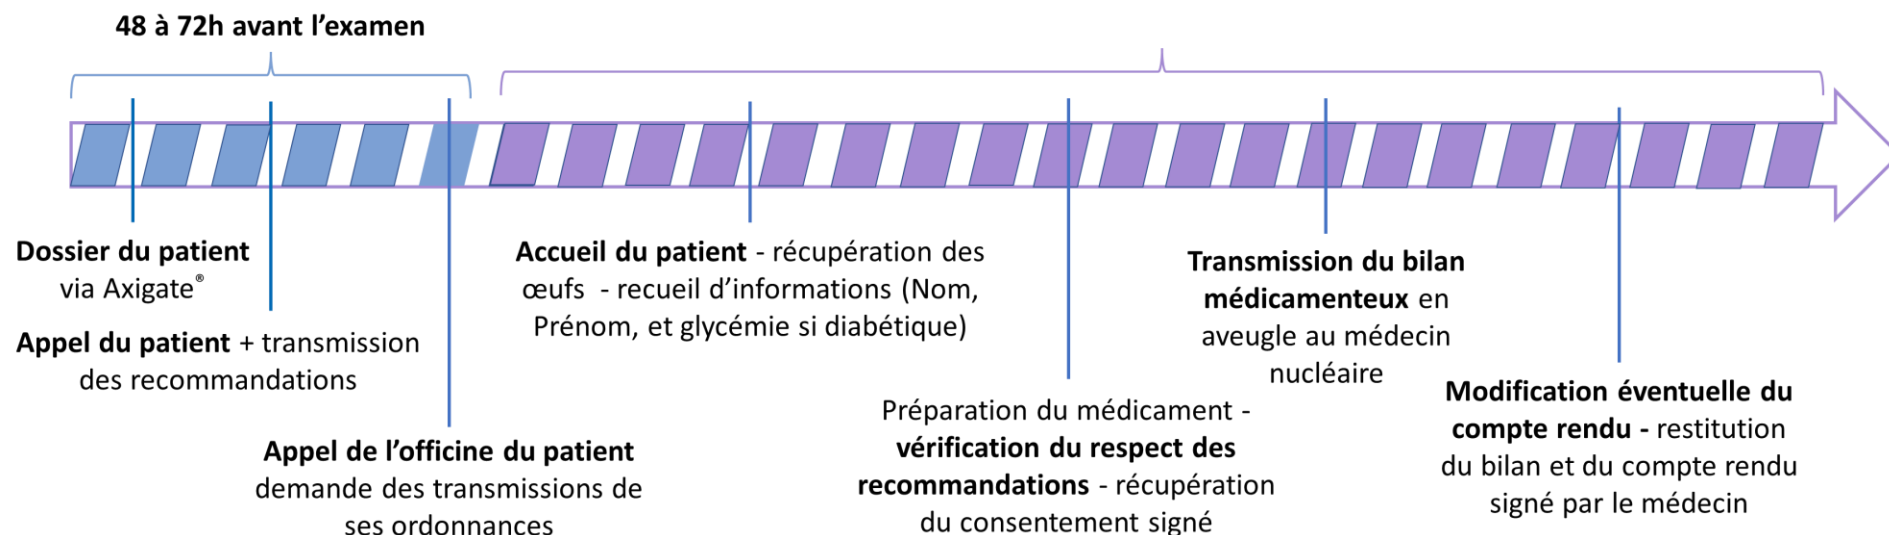 48 à 72h avant l’examen
Dossier du patient
via Axigate®
Appel du patient + transmission
des recommandations
Appel de l’officine du patient
demande des transmissions de
ses ordonnances
Accueil du patient - récupération des
œufs - recueil d’informations (Nom,
Prénom, et glycémie si diabétique)
Préparation du médicament -
vérification du respect des
recommandations - récupération
du consentement signé
Transmission du bilan
médicamenteux en
aveugle au médecin
nucléaire
Modification éventuelle du
compte rendu - restitution
du bilan et du compte rendu
signé par le médecin